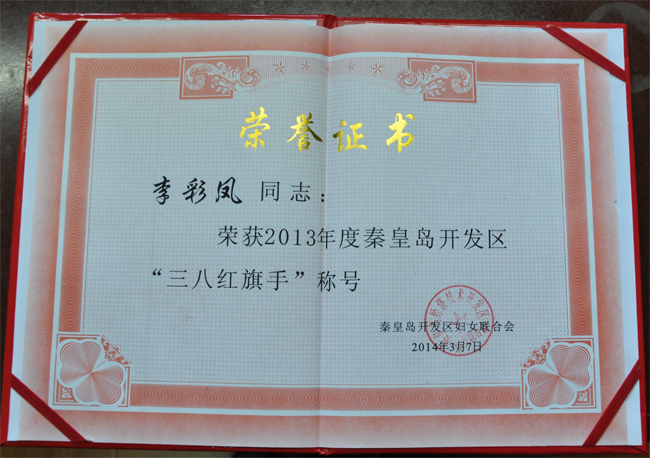 荣誉证书
李彩凤 同志：
荣获2013年度秦皇岛开发区
“三八红旗手”称号
秦皇岛开发区妇女联合会
2014年3月7日